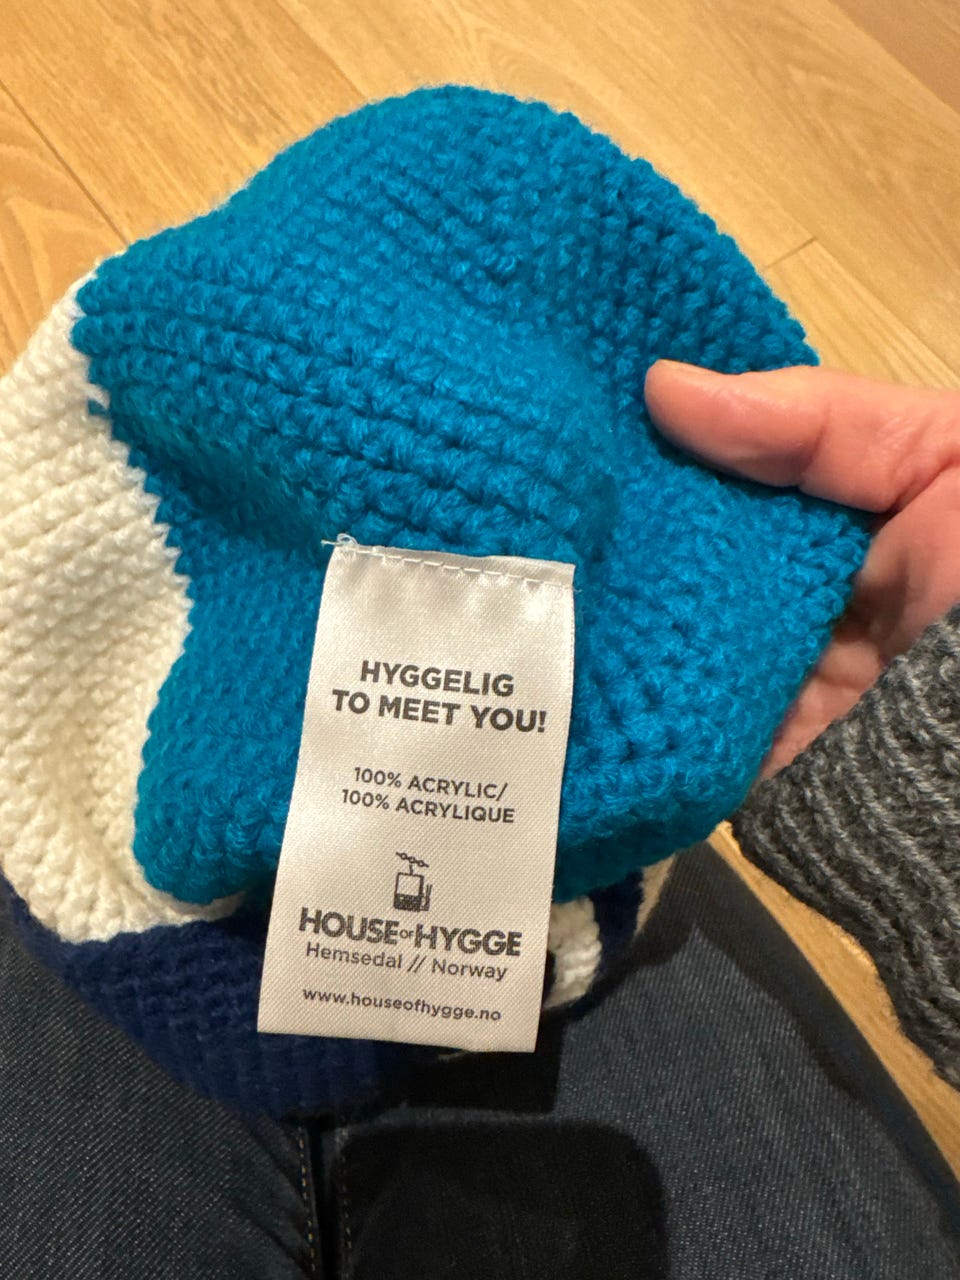 HYGGELIG
TO MEET YOU!
100% ACRYLIC/
100% ACRYLIQUE
HOUSE OF HYGGE
Hemsedal // Norway
www.houseofhygge.no